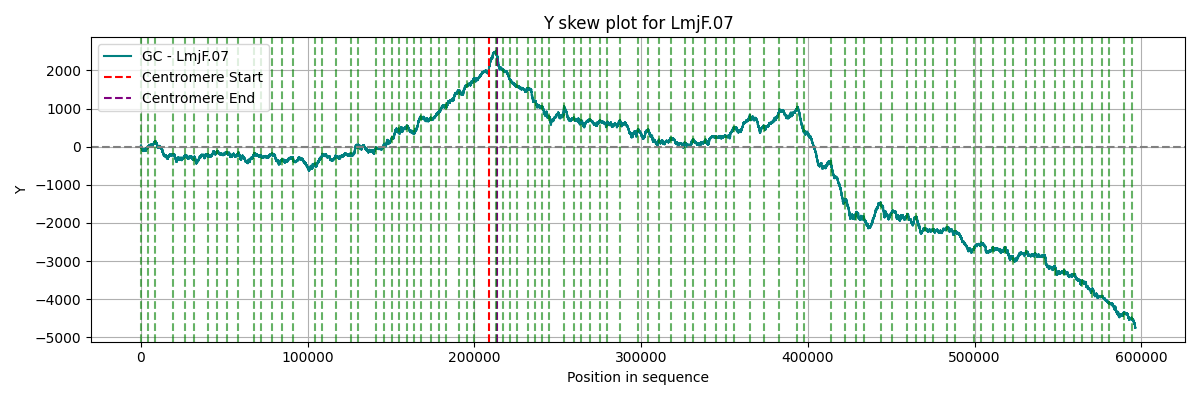 Y skew plot for LmjF.07
GC - LmjF.07
Centromere Start
Centromere End
2000
1000
0
−1000
−2000
−3000
−4000
−5000
Y
0 100000 200000 300000 400000 500000 600000
Position in sequence